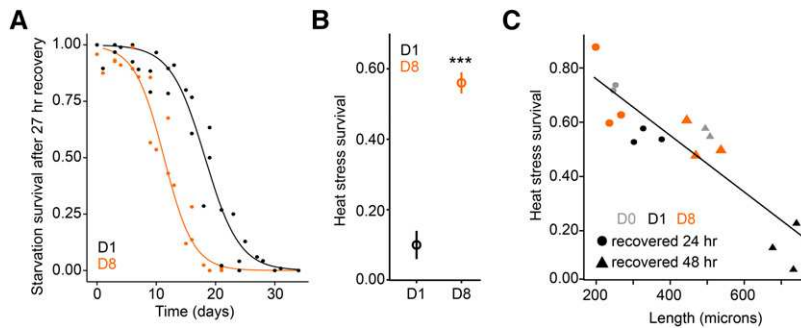 A
Starvation survival after 27 hr recovery
1.00
0.75
0.50
0.25
0.00
D1
D8
0
10
20
30
Time (days)
B
Heat stress survival
0.60
0.40
0.20
0.00
D1
D8
***
D1
D8
C
Heat stress survival
0.80
0.60
0.40
0.20
0.00
D0 D1 D8
recovered 24 hr
recovered 48 hr
200
400
600
Length (microns)